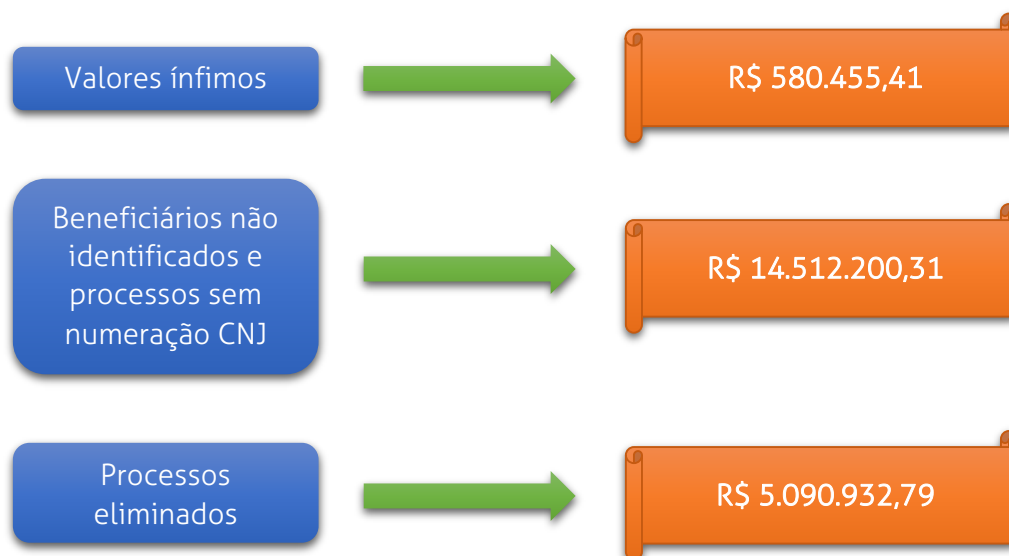 Valores ínfimos
R$ 580.455,41
Beneficiários não
identificados e
processos sem
numeração CNJ
R$ 14.512.200,31
Processos
eliminados
R$ 5.090.932,79